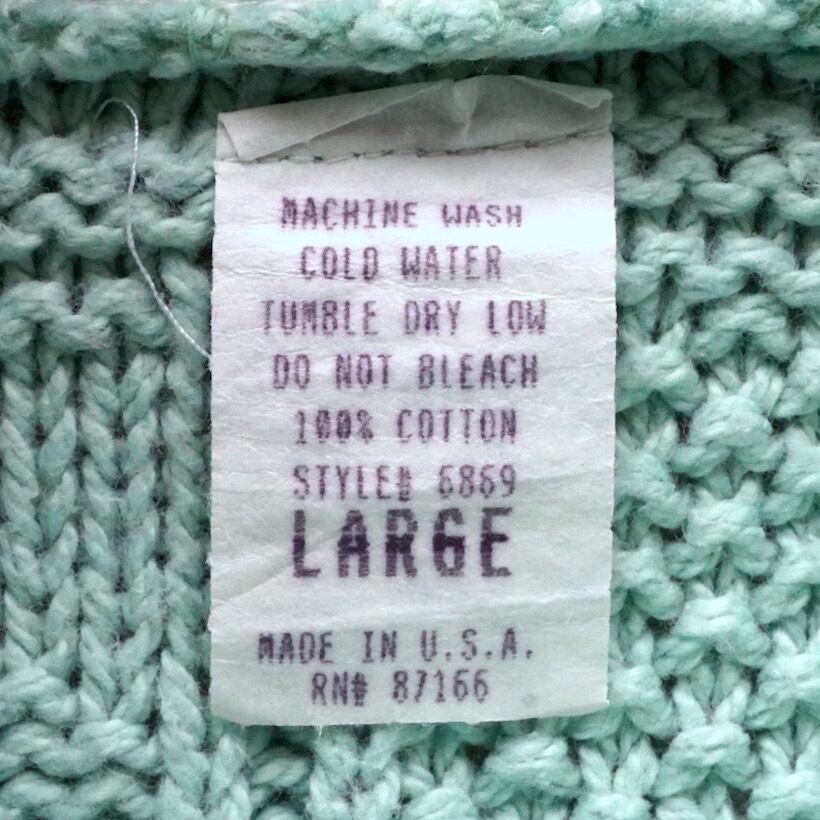 MACHINE WASH
COLD WATER
TUMBLE DRY LOW
DO NOT BLEACH
100% COTTON
STYLE# 6869
LARGE
MADE IN U.S.A.
RN# 87166